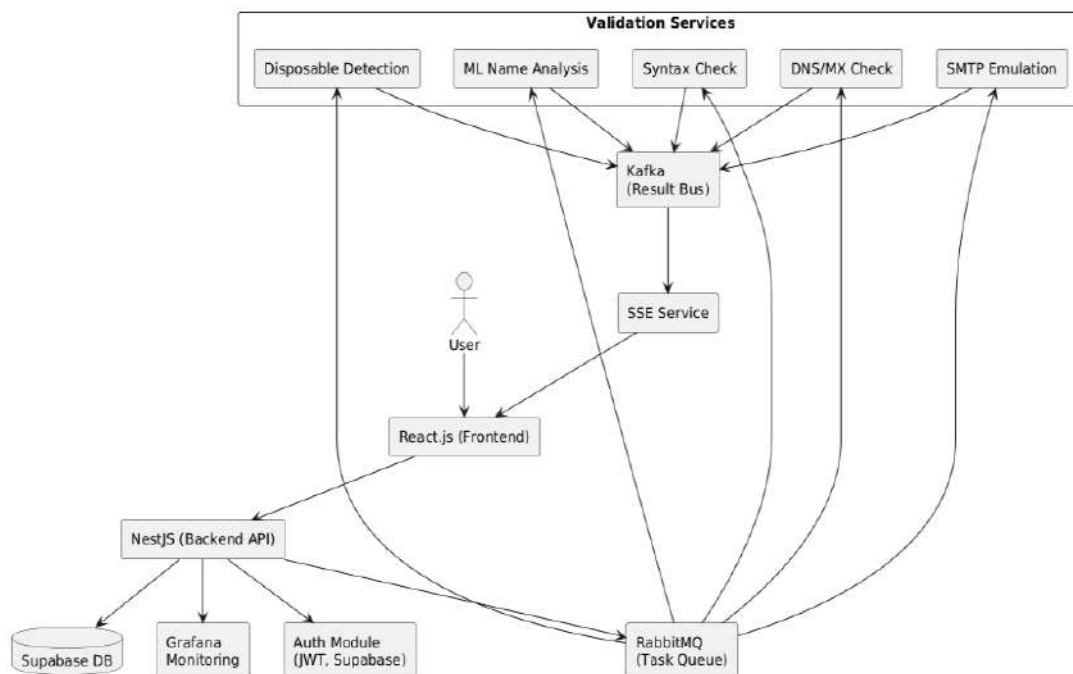 Validation Services
Disposable Detection
ML Name Analysis
Syntax Check
DNS/MX Check
SMTP Emulation
Kafka
(Result Bus)
SSE Service
User
React.js (Frontend)
NestJS (Backend API)
Supabase DB
Grafana
Monitoring
Auth Module
(JWT, Supabase)
RabbitMQ
(Task Queue)